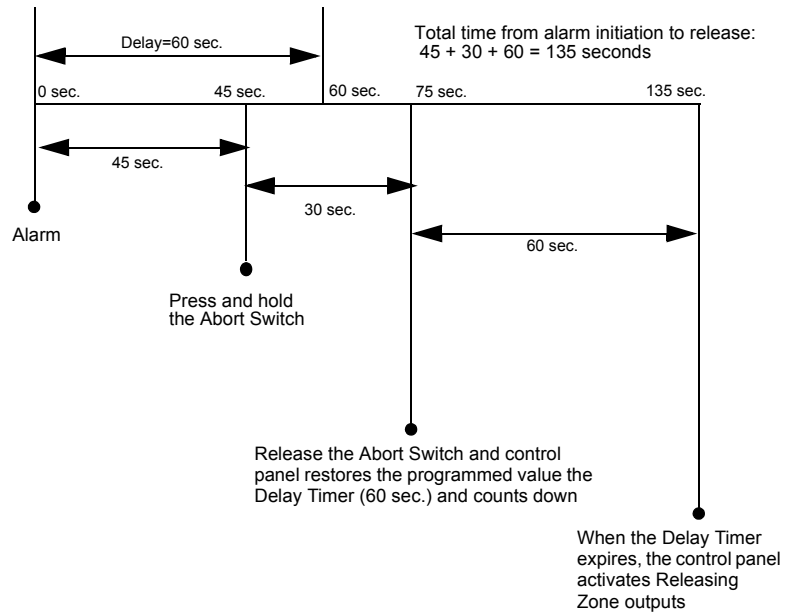 Delay=60 sec.
Total time from alarm initiation to release:
45 + 30 + 60 = 135 seconds
0 sec.
45 sec.
60 sec.
75 sec.
135 sec.
45 sec.
30 sec.
60 sec.
Alarm
Press and hold
the Abort Switch
Release the Abort Switch and control
panel restores the programmed value the
Delay Timer (60 sec.) and counts down
When the Delay Timer
expires, the control panel
activates Releasing
Zone outputs